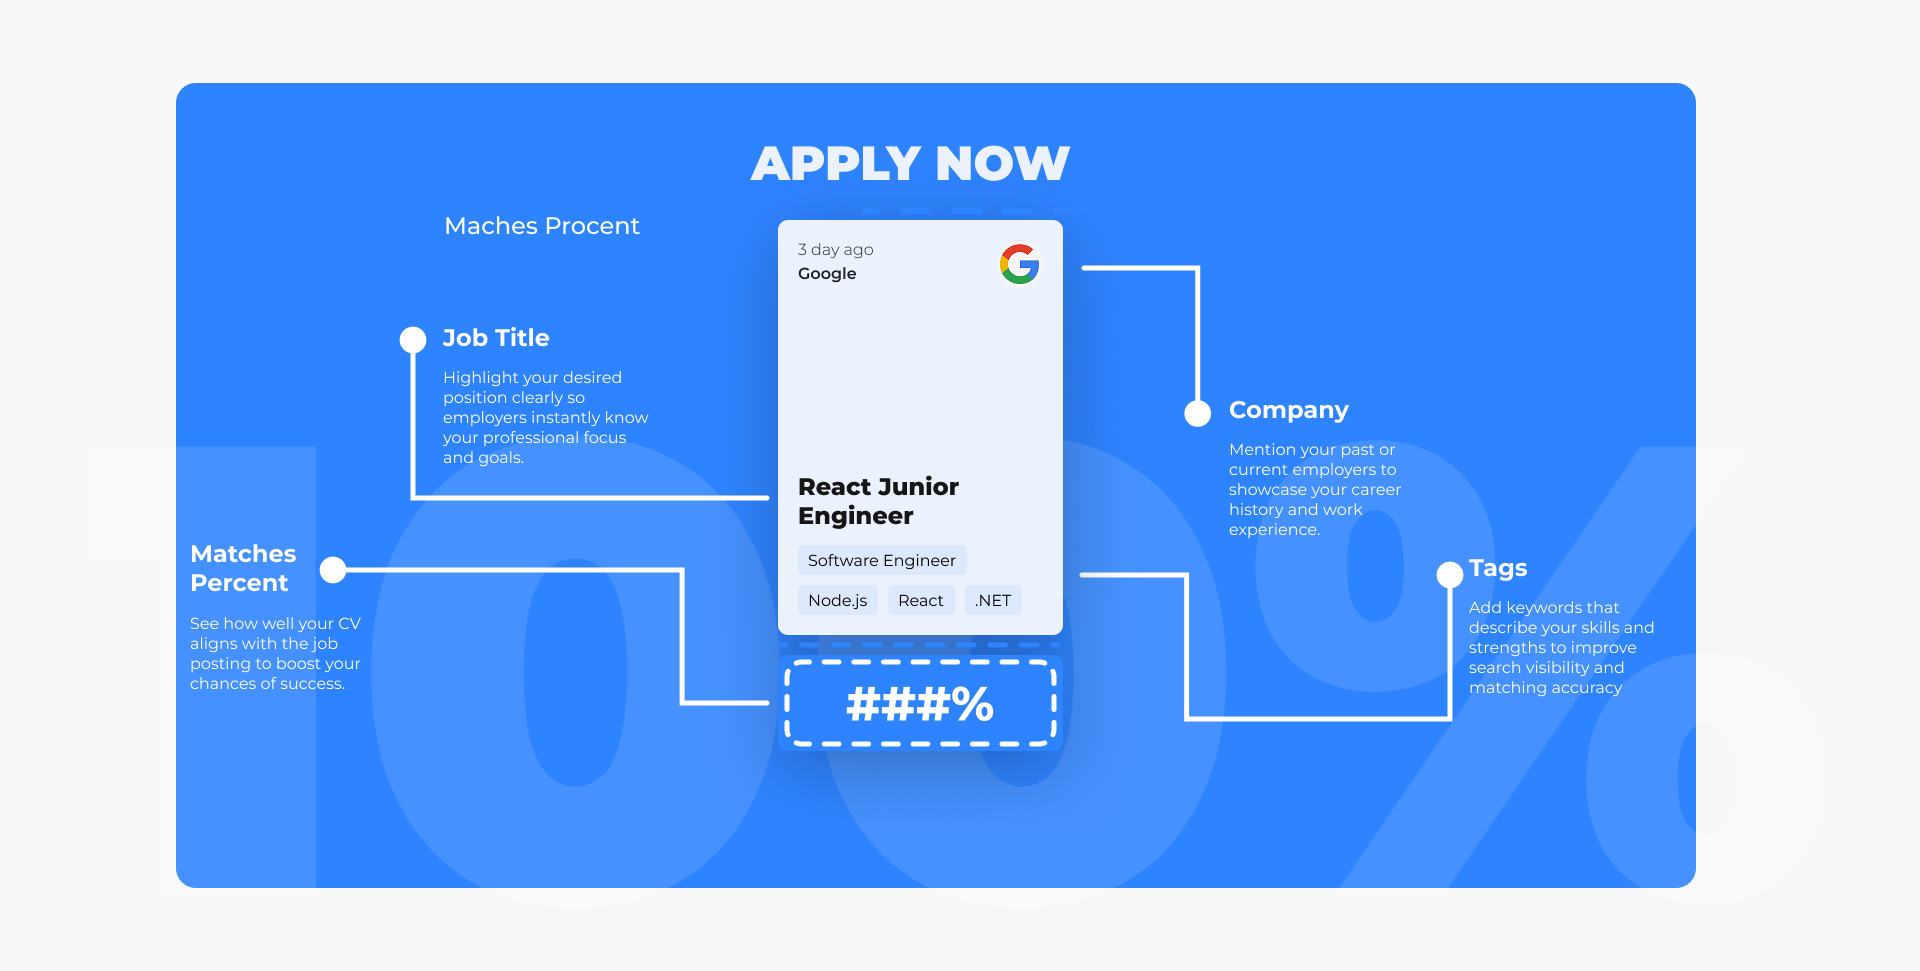 APPLY NOW
Maches Procent
3 day ago
Google
Job Title
Highlight your desired
position clearly so
employers instantly know
your professional focus
and goals.
Company
Mention your past or
current employers to
showcase your career
history and work
experience.
React Junior
Engineer
Software Engineer
Node.js
React
.NET
Matches
Percent
See how well your CV
aligns with the job
posting to boost your
chances of success.
Tags
Add keywords that
describe your skills and
strengths to improve
search visibility and
matching accuracy
###%
100%